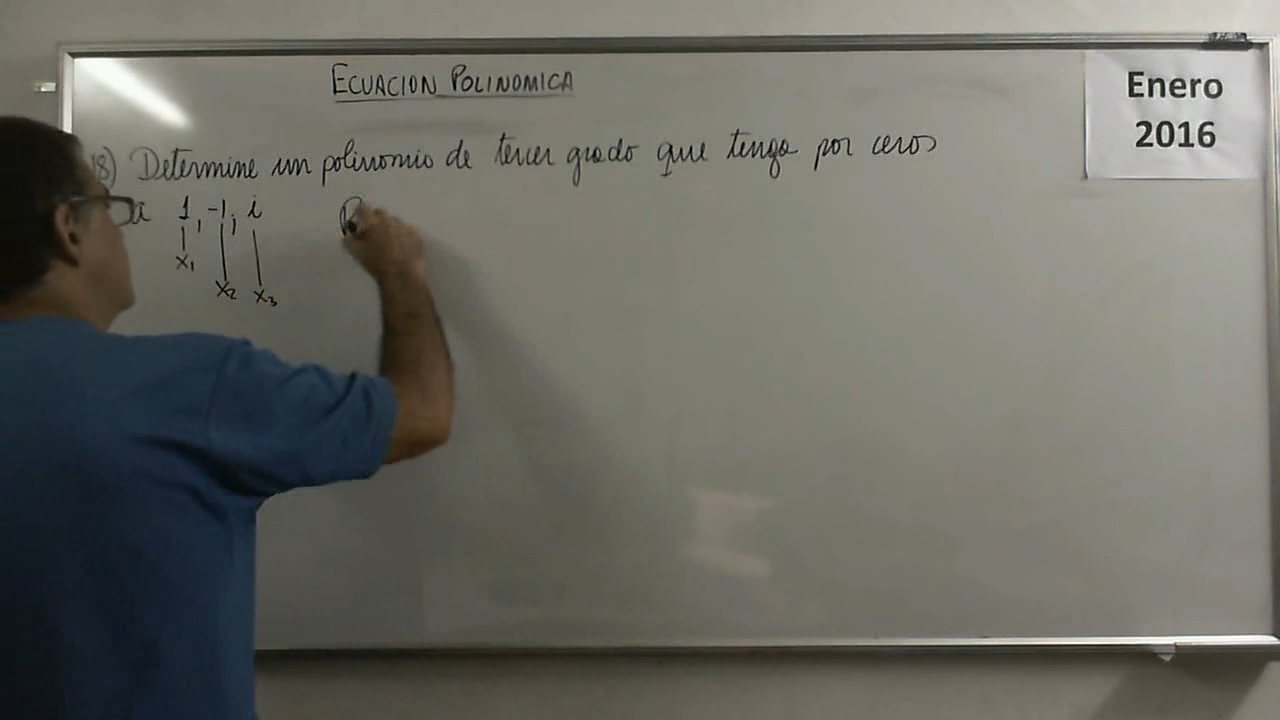 ECUACION POLINOMICA
Enero
2016
18) Determine un polinomio de tercer grado que tenga por ceros
a 1, -1, i
x₁
x₂ x₃